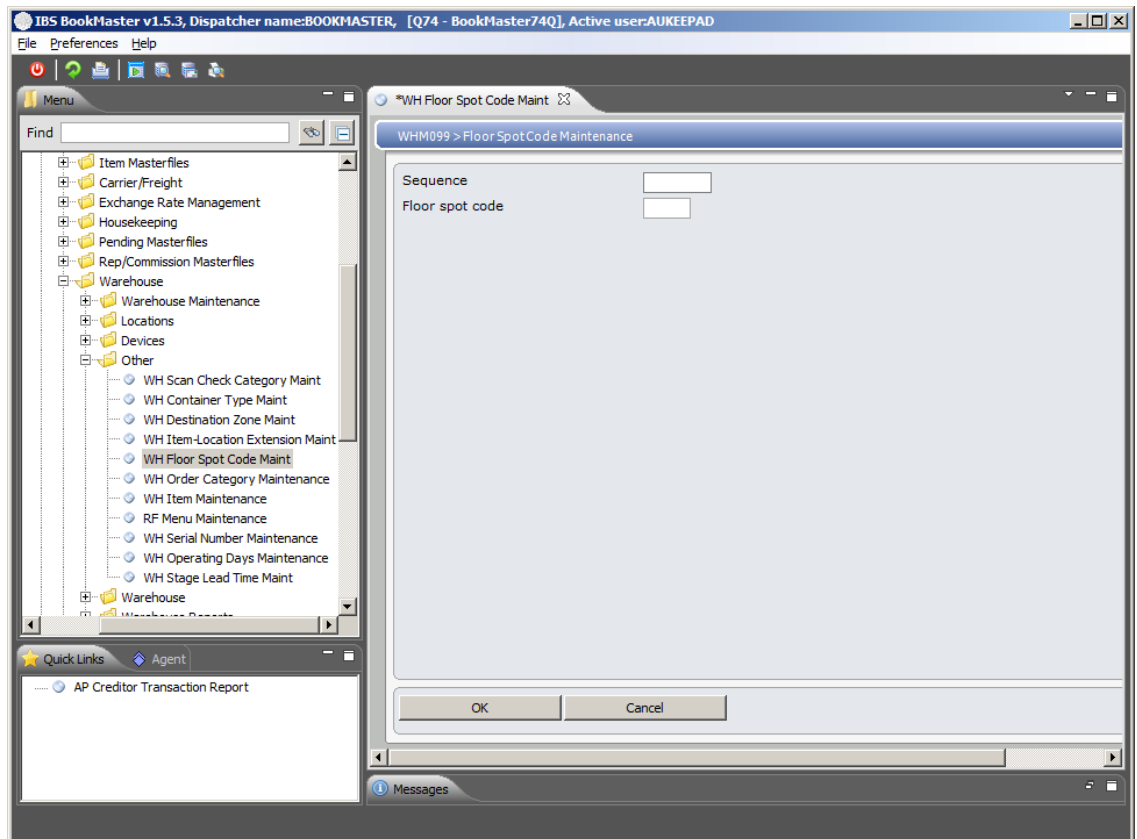 IBS BookMaster v1.5.3, Dispatcher name:BOOKMASTER, [Q74 - BookMaster74Q], Active user:AUKEEPAD
File Preferences Help
Menu
Find
Item Masterfiles
Carrier/Freight
Exchange Rate Management
Housekeeping
Pending Masterfiles
Rep/Commission Masterfiles
Warehouse
Warehouse Maintenance
Locations
Devices
Other
WH Scan Check Category Maint
WH Container Type Maint
WH Destination Zone Maint
WH Item-Location Extension Maint
WH Floor Spot Code Maint
WH Order Category Maintenance
WH Item Maintenance
RF Menu Maintenance
WH Serial Number Maintenance
WH Operating Days Maintenance
WH Stage Lead Time Maint
Warehouse
Warehouse Reports
Quick Links Agent
AP Creditor Transaction Report
*WH Floor Spot Code Maint
WHM099 > Floor Spot Code Maintenance
Sequence
Floor spot code
OK Cancel
Messages